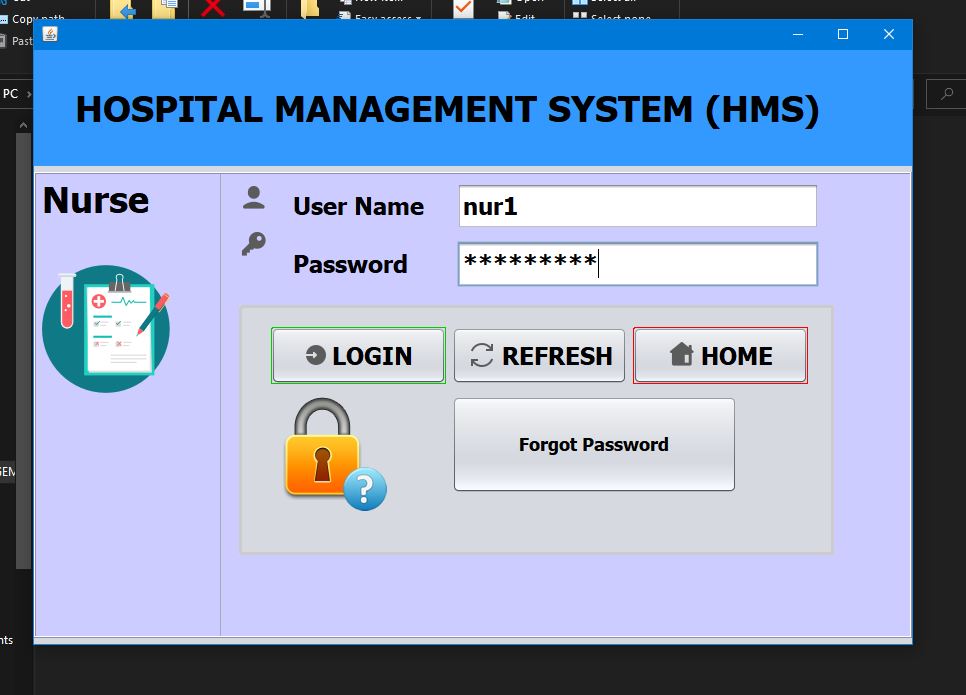 Copy path
Easy access
Edit
Select none
Past
PC
HOSPITAL MANAGEMENT SYSTEM (HMS)
Nurse
User Name
nur1
Password
*********
LOGIN
REFRESH
HOME
Forgot Password
?
GEM
nts